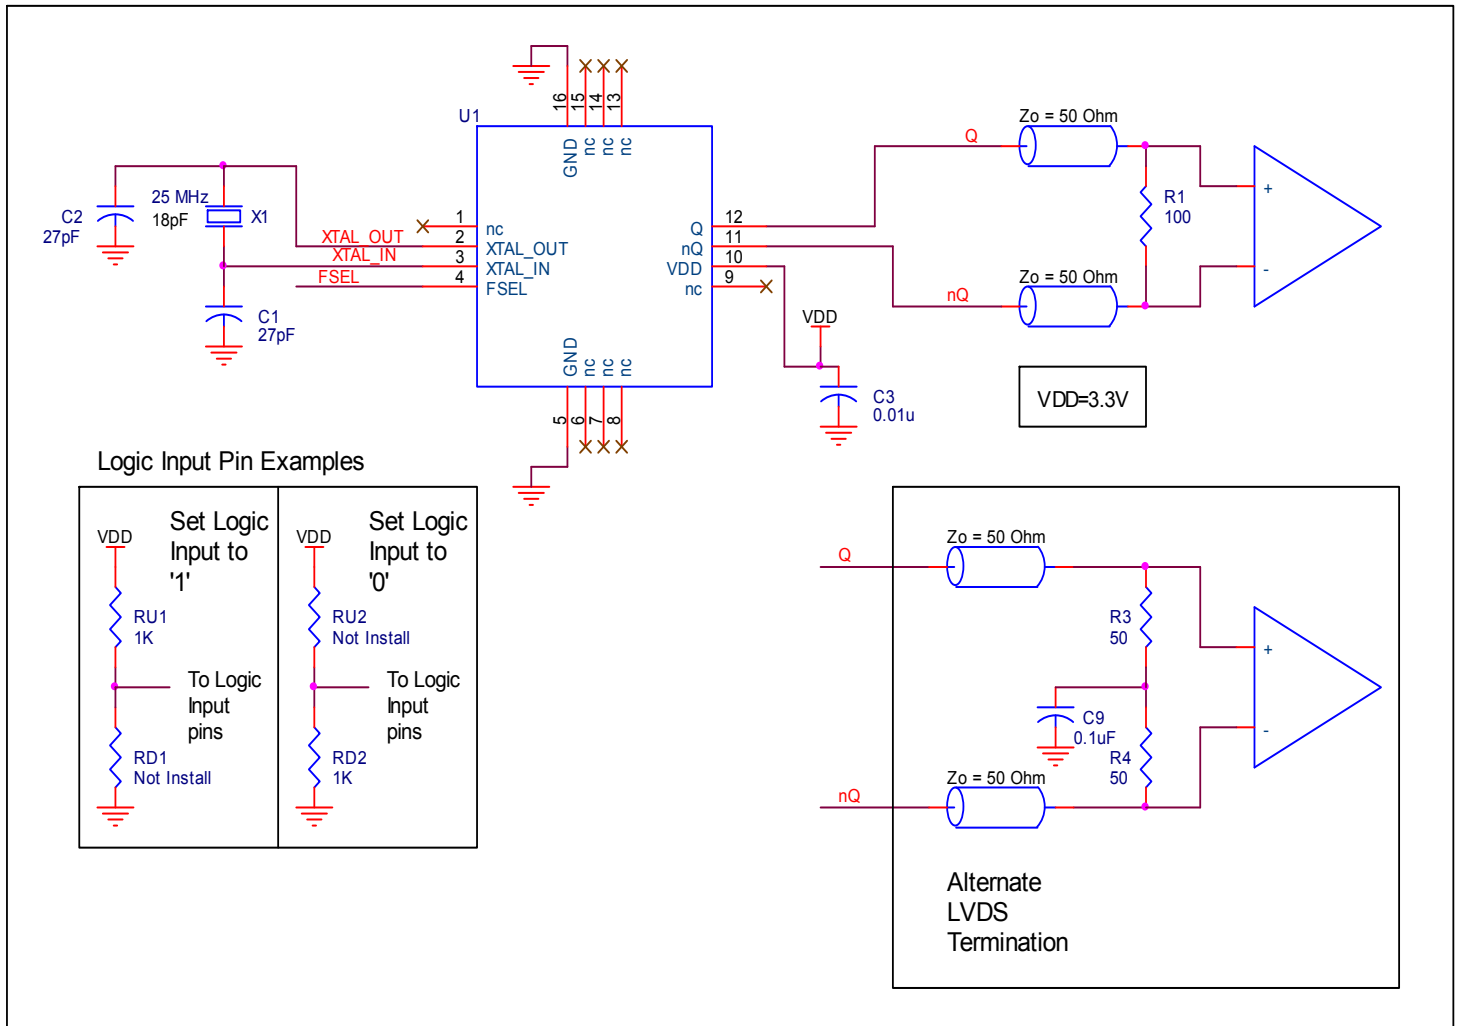 U1
16
15
14
13
GND
nc
nc
nc
Zo = 50 Ohm
Q
25 MHz
18pF
X1
C2
27pF
1
nc
XTAL_OUT
2
XTAL_OUT
XTAL_IN
3
XTAL_IN
FSEL
4
FSEL
12
Q
11
nQ
10
VDD
9
nc
R1
100
+
-
Zo = 50 Ohm
nQ
C1
27pF
VDD
GND
nc
nc
nc
5
6
7
8
C3
0.01u
VDD=3.3V
Logic Input Pin Examples
VDD
Set Logic
Input to
'1'
RU1
1K
To Logic
Input
pins
RD1
Not Install
VDD
Set Logic
Input to
'0'
RU2
Not Install
To Logic
Input
pins
RD2
1K
Zo = 50 Ohm
Q
R3
50
+
C9
0.1uF
-
R4
50
Zo = 50 Ohm
nQ
Alternate
LVDS
Termination